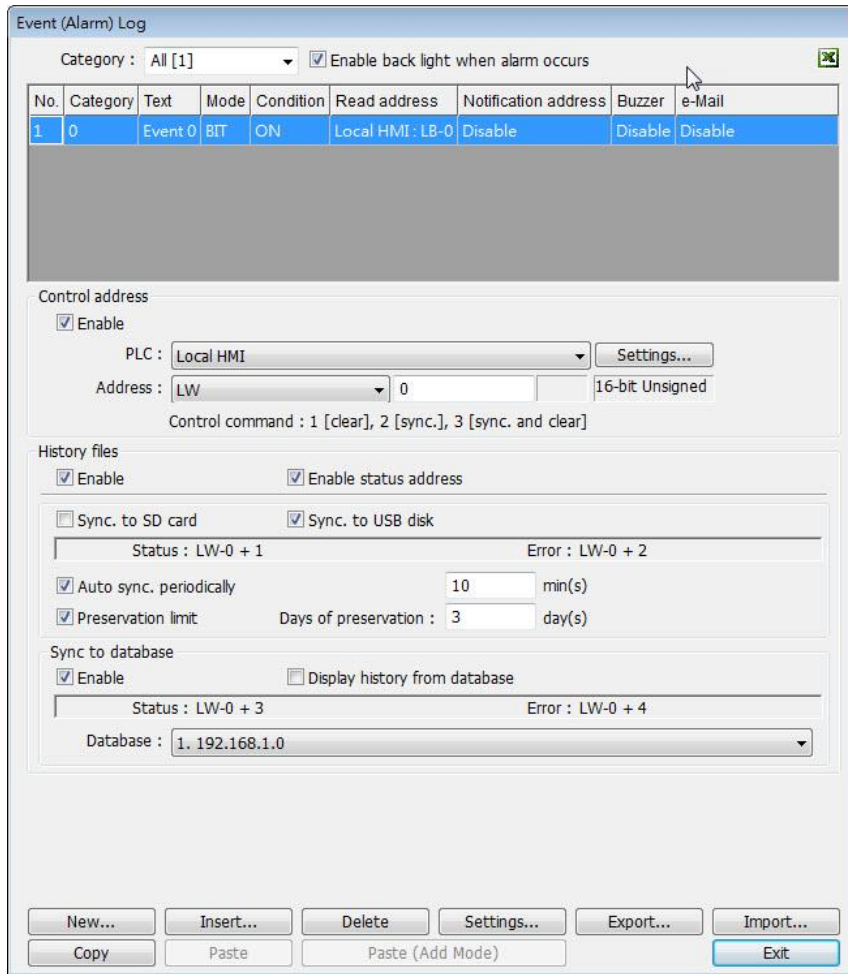 Event (Alarm) Log
Category : All [1] Enable back light when alarm occurs
No. Category Text Mode Condition Read address Notification address Buzzer e-Mail
1 0 Event 0 BIT ON Local HMI : LB-0 Disable Disable Disable
Control address
Enable
PLC : Local HMI Settings...
Address : LW 0 16-bit Unsigned
Control command : 1 [clear], 2 [sync.], 3 [sync. and clear]
History files
Enable Enable status address
Sync. to SD card Sync. to USB disk
Status : LW-0 + 1 Error : LW-0 + 2
Auto sync. periodically 10 min(s)
Preservation limit Days of preservation : 3 day(s)
Sync to database
Enable Display history from database
Status : LW-0 + 3 Error : LW-0 + 4
Database : 1. 192.168.1.0
New... Insert... Delete Settings... Export... Import...
Copy Paste Paste (Add Mode) Exit